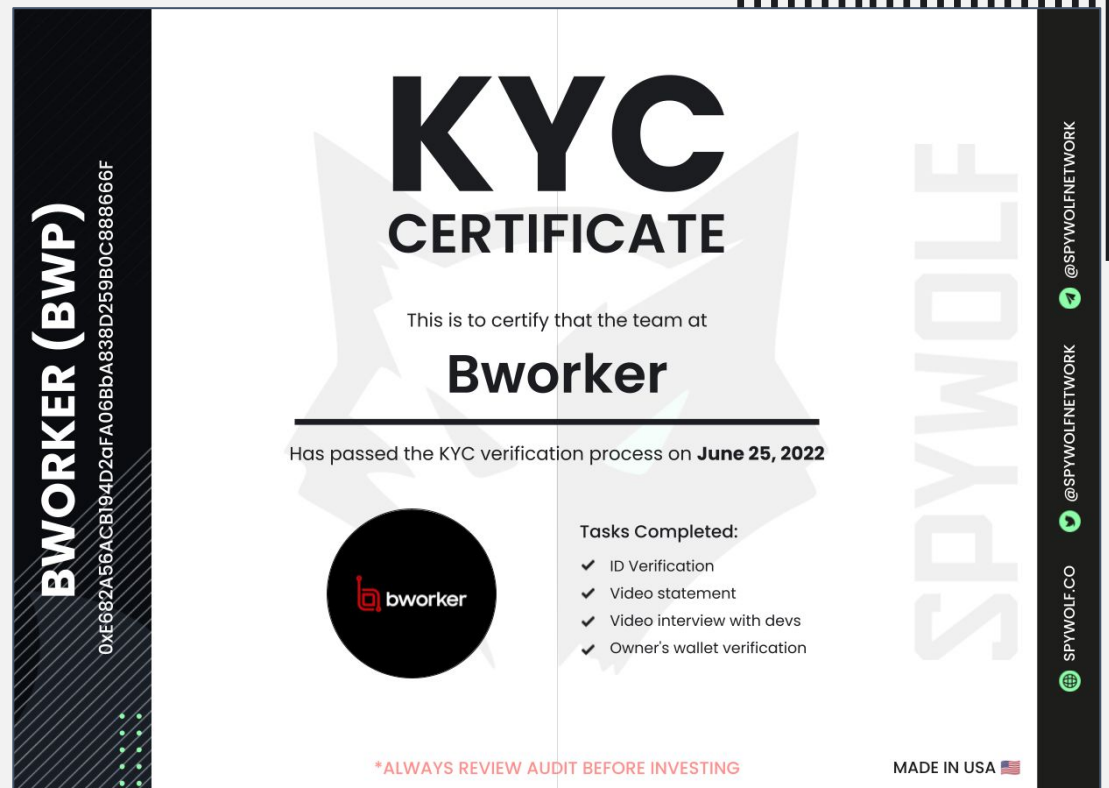 BWORKER (BWP)
0xE682A56ACB194D2aFA06BbA838D259B0C888666F
KYC
CERTIFICATE
This is to certify that the team at
Bworker
Has passed the KYC verification process on June 25, 2022
bworker
Tasks Completed:
ID Verification
Video statement
Video interview with devs
Owner's wallet verification
*ALWAYS REVIEW AUDIT BEFORE INVESTING
MADE IN USA
SPYWOLF
SPYWOLF.CO
@SPYWOLFNETWORK
@SPYWOLFNETWORK